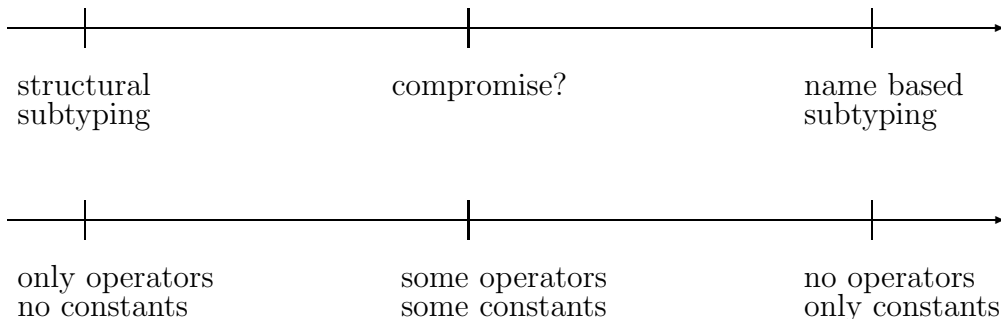 structural
subtyping
compromise?
name based
subtyping
only operators
no constants
some operators
some constants
no operators
only constants